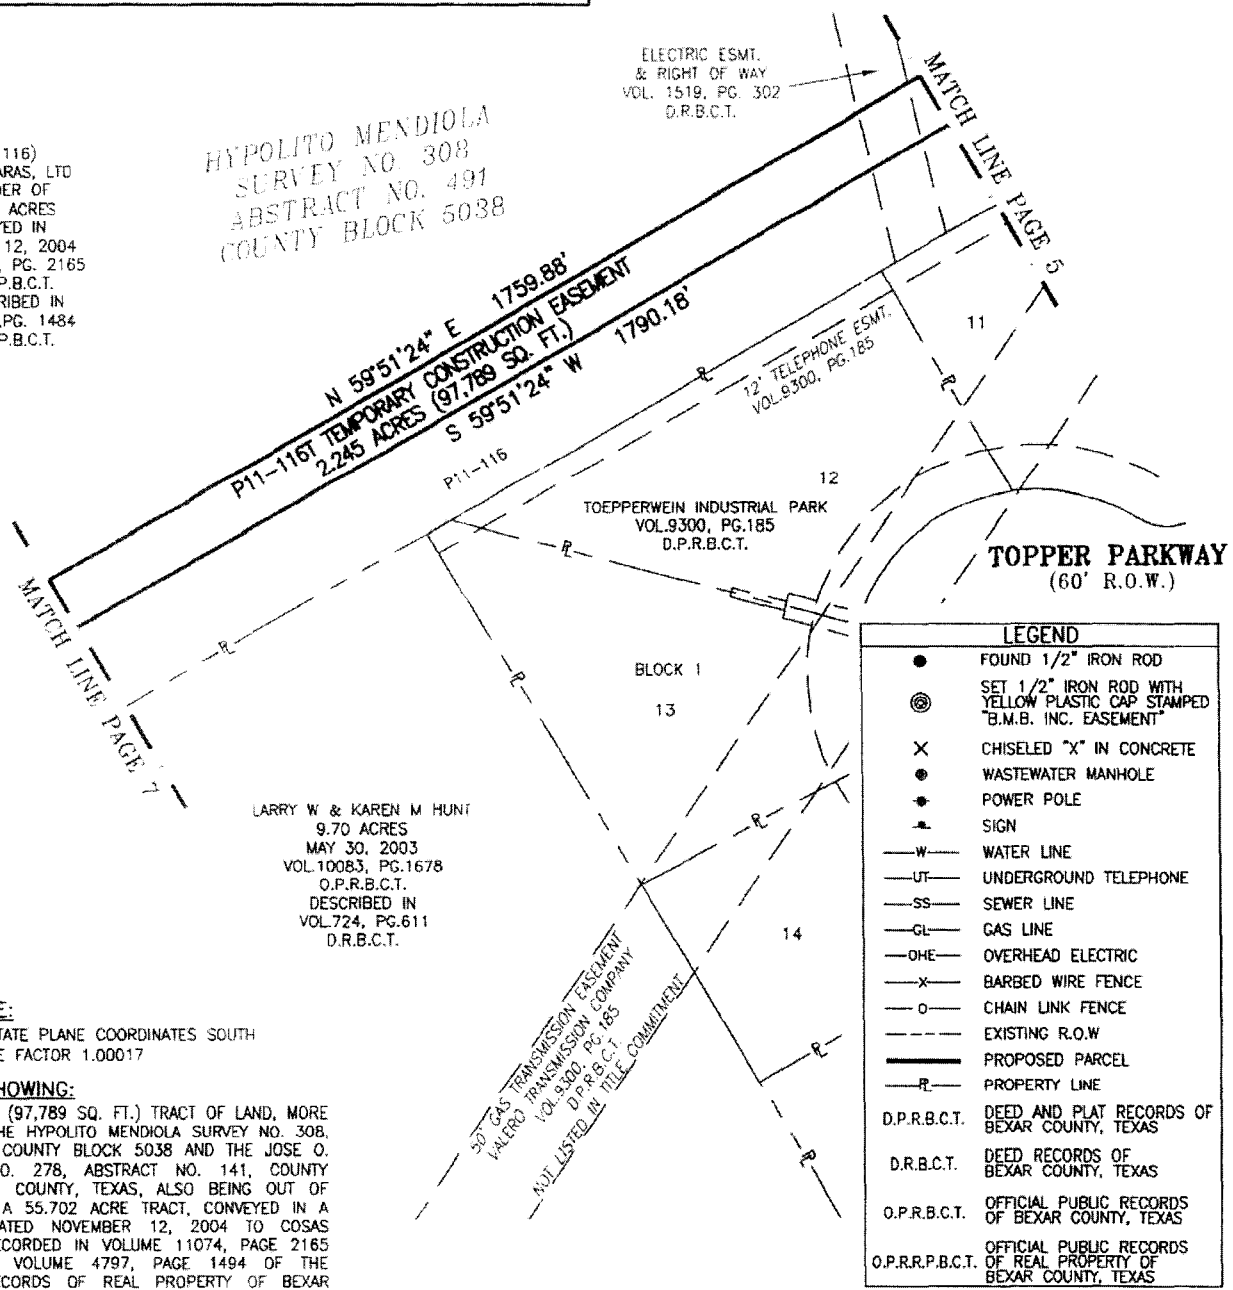 ELECTRIC ESMT.
& RIGHT OF WAY
VOL. 1519, PG. 302
D.R.B.C.T.
MATCH LINE PAGE 5
HYPOLITO MENDIOLA
SURVEY NO. 308
ABSTRACT NO. 491
COUNTY BLOCK 5038
116)
ARAS, LTD
DER OF
ACRES
YED IN
12, 2004
, PG. 2165
P.B.C.T.
RIBED IN
PG. 1484
P.B.C.T.
N 59°51'24" E 1759.88'
P11-116T TEMPORARY CONSTRUCTION EASEMENT
2.245 ACRES (97,789 SQ. FT.)
S 59°51'24" W 1790.18'
P11-116
12' TELEPHONE ESMT.
VOL.9300, PG.185
11
12
TOEPPERWEIN INDUSTRIAL PARK
VOL.9300, PG.185
D.P.R.B.C.T.
TOPPER PARKWAY
(60' R.O.W.)
MATCH LINE PAGE 7
BLOCK 1
13
14
LARRY W & KAREN M HUNT
9.70 ACRES
MAY 30, 2003
VOL.10083, PG.1678
O.P.R.B.C.T.
DESCRIBED IN
VOL.724, PG.611
D.R.B.C.T.
50' GAS TRANSMISSION EASEMENT
VALERO TRANSMISSION COMPANY
VOL.9300, PG.185
D.P.R.B.C.T.
NOT LISTED IN TITLE COMMITMENT
LEGEND
FOUND 1/2" IRON ROD
SET 1/2" IRON ROD WITH
YELLOW PLASTIC CAP STAMPED
"B.M.B. INC. EASEMENT"
CHISELED "X" IN CONCRETE
WASTEWATER MANHOLE
POWER POLE
SIGN
W WATER LINE
UT UNDERGROUND TELEPHONE
SS SEWER LINE
GL GAS LINE
OHE OVERHEAD ELECTRIC
X BARBED WIRE FENCE
O CHAIN LINK FENCE
EXISTING R.O.W
PROPOSED PARCEL
PL PROPERTY LINE
D.P.R.B.C.T. DEED AND PLAT RECORDS OF
BEXAR COUNTY, TEXAS
D.R.B.C.T. DEED RECORDS OF
BEXAR COUNTY, TEXAS
O.P.R.B.C.T. OFFICIAL PUBLIC RECORDS
OF BEXAR COUNTY, TEXAS
O.P.R.R.P.B.C.T. OFFICIAL PUBLIC RECORDS
OF REAL PROPERTY OF
BEXAR COUNTY, TEXAS
E:
TATE PLANE COORDINATES SOUTH
E FACTOR 1.00017
HOWING:
(97,789 SQ. FT.) TRACT OF LAND, MORE
HE HYPOLITO MENDIOLA SURVEY NO. 308,
COUNTY BLOCK 5038 AND THE JOSE O.
O. 278, ABSTRACT NO. 141, COUNTY
COUNTY, TEXAS, ALSO BEING OUT OF
A 55.702 ACRE TRACT, CONVEYED IN A
ATED NOVEMBER 12, 2004 TO COSAS
ECORDED IN VOLUME 11074, PAGE 2165
VOLUME 4797, PAGE 1494 OF THE
CORDS OF REAL PROPERTY OF BEXAR